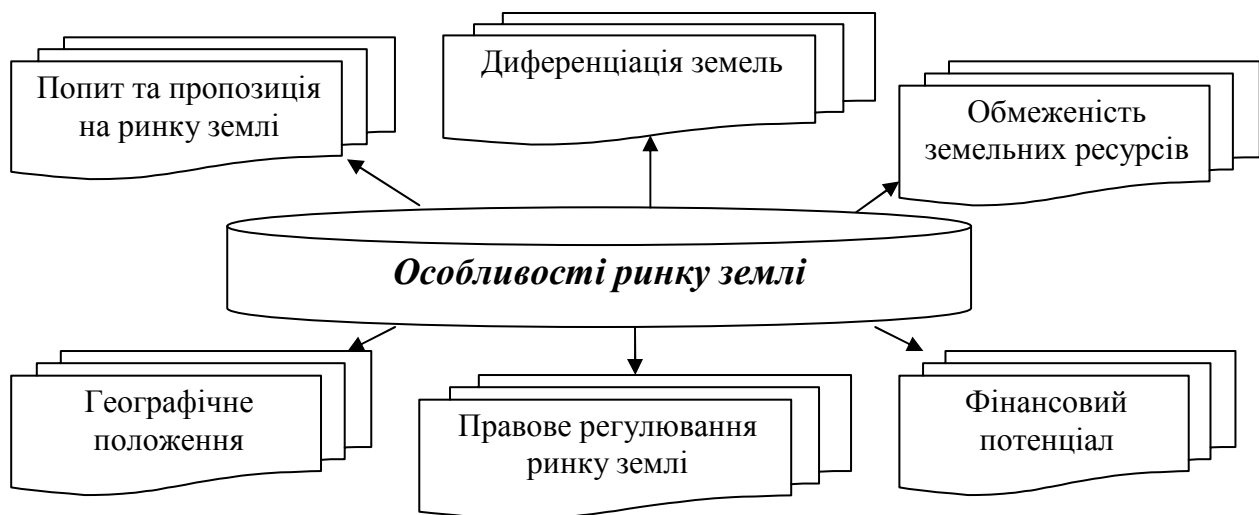 Попит та пропозиція
на ринку землі
Диференціація земель
Обмеженість
земельних ресурсів
Особливості ринку землі
Географічне
положення
Правове регулювання
ринку землі
Фінансовий
потенціал